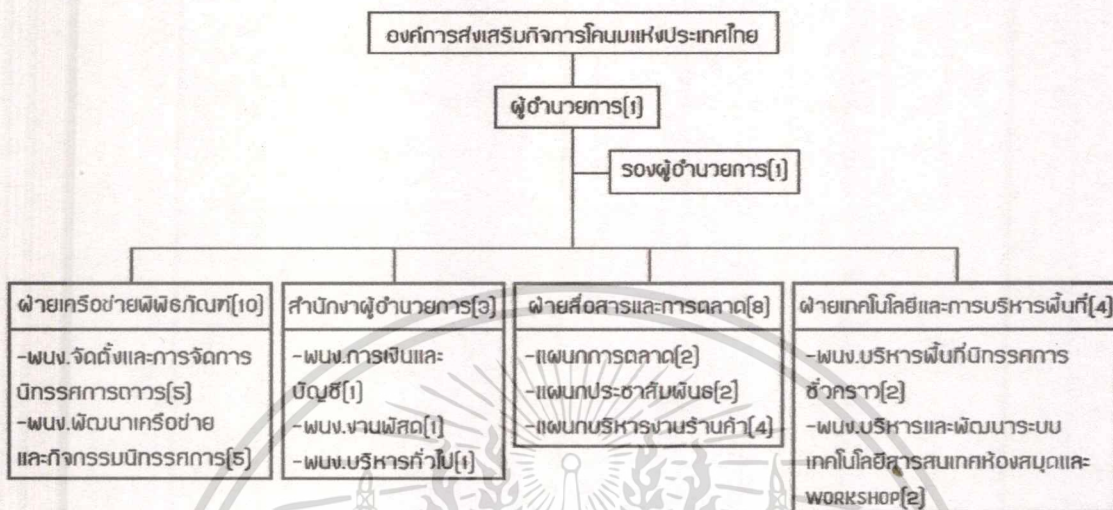 องค์การส่งเสริมกิจการโคนมแห่งประเทศไทย
ผู้อำนวยการ[1]
รองผู้อำนวยการ[1]
ฝ่ายเครือข่ายพิพิธภัณฑ์[10]
-พนง.จัดตั้งและการจัดการ
นิทรรศการถาวร[5]
-พนง.พัฒนาเครือข่าย
และกิจกรรมนิทรรศการ[5]
สำนักงาผู้อำนวยการ[3]
-พนง.การเงินและ
บัญชี[1]
-พนง.งานพัสด[1]
-พนง.บริหารทั่วไป[1]
ฝ่ายสื่อสารและการตลาด[8]
-แผนกการตลาด[2]
-แผนกประชาสัมพันธ[2]
-แผนกบริหารงานร้านค้า[4]
ฝ่ายเทคโนโลยีและการบริหารพื้นที่[4]
-พนง.บริหารพื้นที่นิทรรศการ
ชั่วคราว[2]
-พนง.บริหารและพัฒนาระบบ
เทคโนโลยีสารสนเทศห้องสมุดและ
WORKSHOP[2]